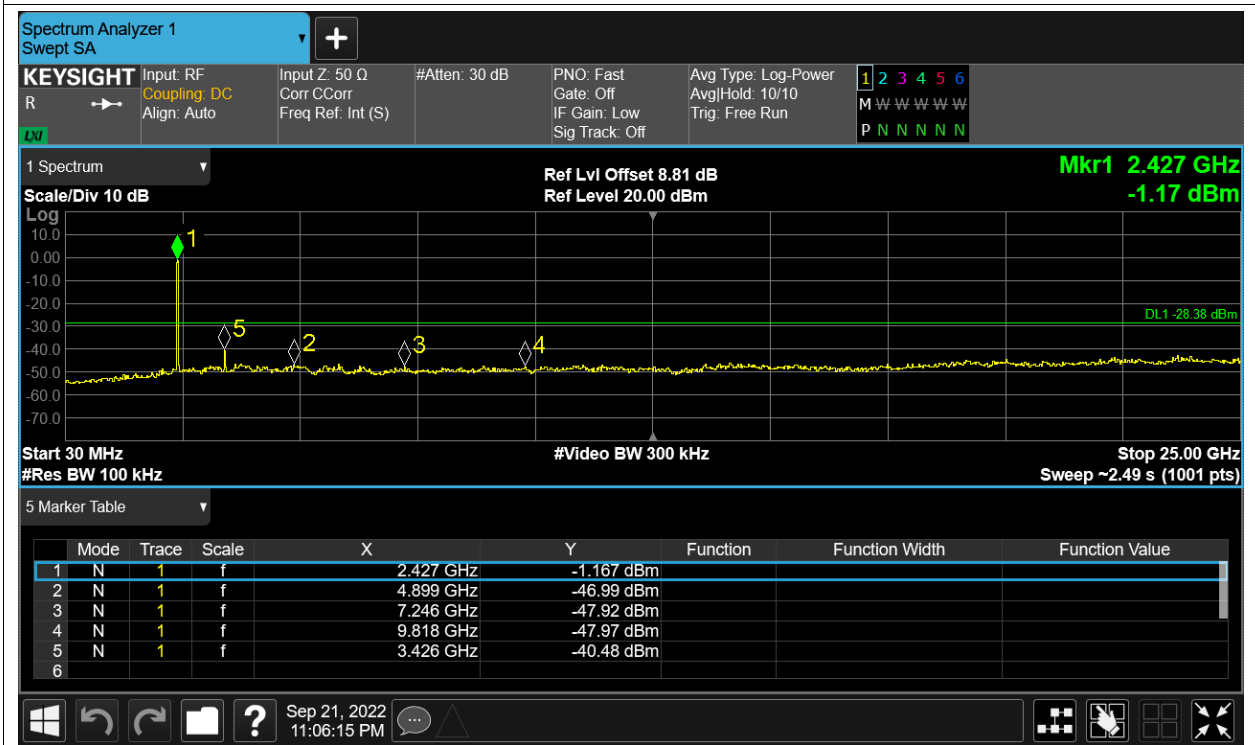 Spectrum Analyzer 1
Swept SA
KEYSIGHT
R
LXI
Input: RF
Coupling: DC
Align: Auto
Input Z: 50 Ω
Corr CCorr
Freq Ref: Int (S)
#Atten: 30 dB
PNO: Fast
Gate: Off
IF Gain: Low
Sig Track: Off
Avg Type: Log-Power
Avg|Hold: 10/10
Trig: Free Run
1 2 3 4 5 6
M W W W W W
P N N N N N
1 Spectrum
Scale/Div 10 dB
Ref Lvl Offset 8.81 dB
Ref Level 20.00 dBm
Mkr1 2.427 GHz
-1.17 dBm
Log
10.0
0.00
-10.0
-20.0
-30.0
-40.0
-50.0
-60.0
-70.0
1
5
2
3
4
DL1 -28.38 dBm
Start 30 MHz
#Res BW 100 kHz
#Video BW 300 kHz
Stop 25.00 GHz
Sweep ~2.49 s (1001 pts)
5 Marker Table
Mode Trace Scale X Y Function Function Width Function Value
1 N 1 f 2.427 GHz -1.167 dBm
2 N 1 f 4.899 GHz -46.99 dBm
3 N 1 f 7.246 GHz -47.92 dBm
4 N 1 f 9.818 GHz -47.97 dBm
5 N 1 f 3.426 GHz -40.48 dBm
6
?
Sep 21, 2022
11:06:15 PM